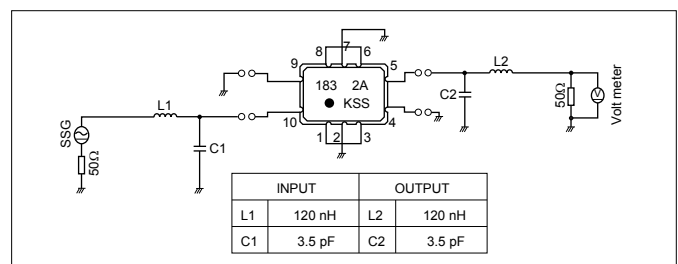 8 7 6
9 5
183 2A
KSS
10 4
1 2 3
L1
C1
SSG
50Ω
L2
C2
50Ω
V
Volt meter
INPUT OUTPUT
L1 120 nH L2 120 nH
C1 3.5 pF C2 3.5 pF